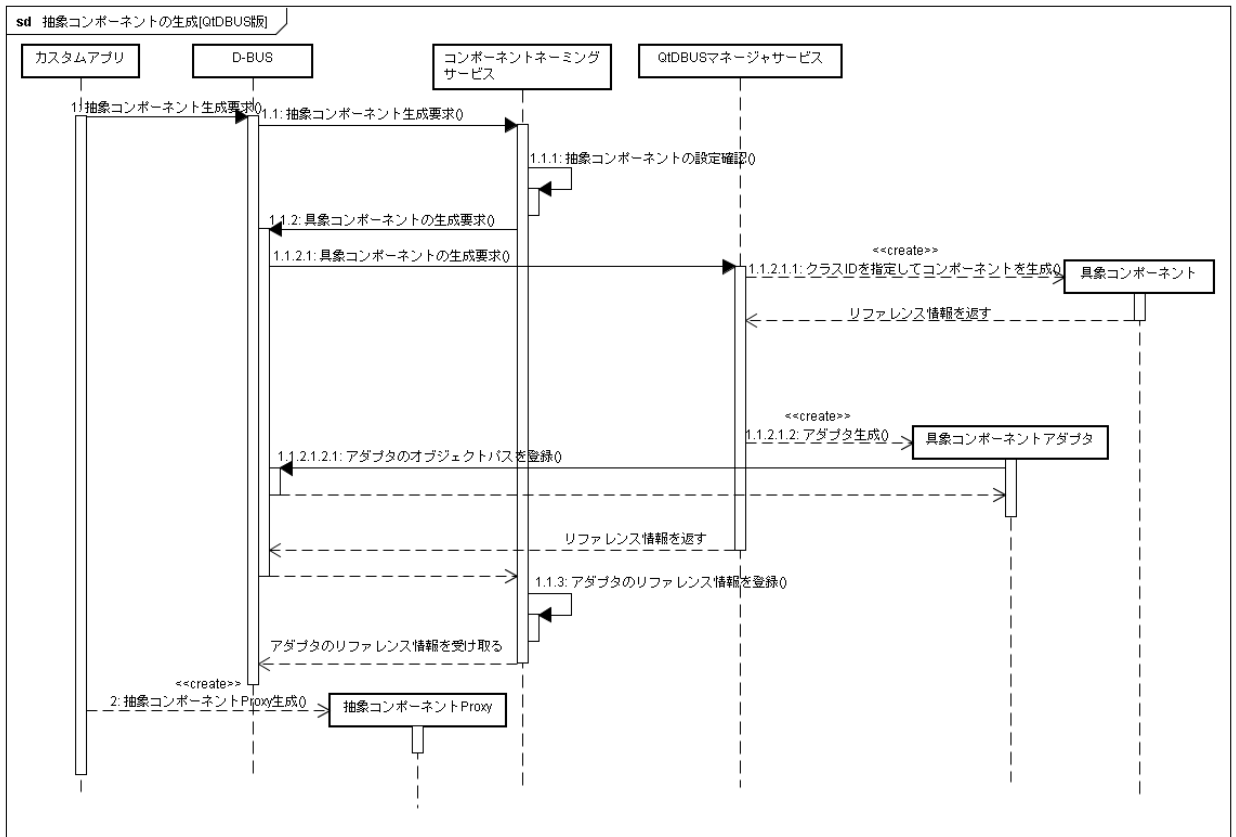 sd 抽象コンポーネントの生成[QtDBUS版]
カスタムアプリ
D-BUS
コンポーネントネーミング
サービス
QtDBUSマネージャサービス
1: 抽象コンポーネント生成要求()
1.1: 抽象コンポーネント生成要求()
1.1.1: 抽象コンポーネントの設定確認()
1.1.2: 具象コンポーネントの生成要求()
1.1.2.1: 具象コンポーネントの生成要求()
<<create>>
1.1.2.1.1: クラスIDを指定してコンポーネントを生成()
具象コンポーネント
リファレンス情報を返す
<<create>>
1.1.2.1.2: アダプタ生成()
具象コンポーネントアダプタ
1.1.2.1.2.1: アダプタのオブジェクトパスを登録()
リファレンス情報を返す
1.1.3: アダプタのリファレンス情報を登録()
アダプタのリファレンス情報を受け取る
<<create>>
2: 抽象コンポーネントProxy生成()
抽象コンポーネントProxy